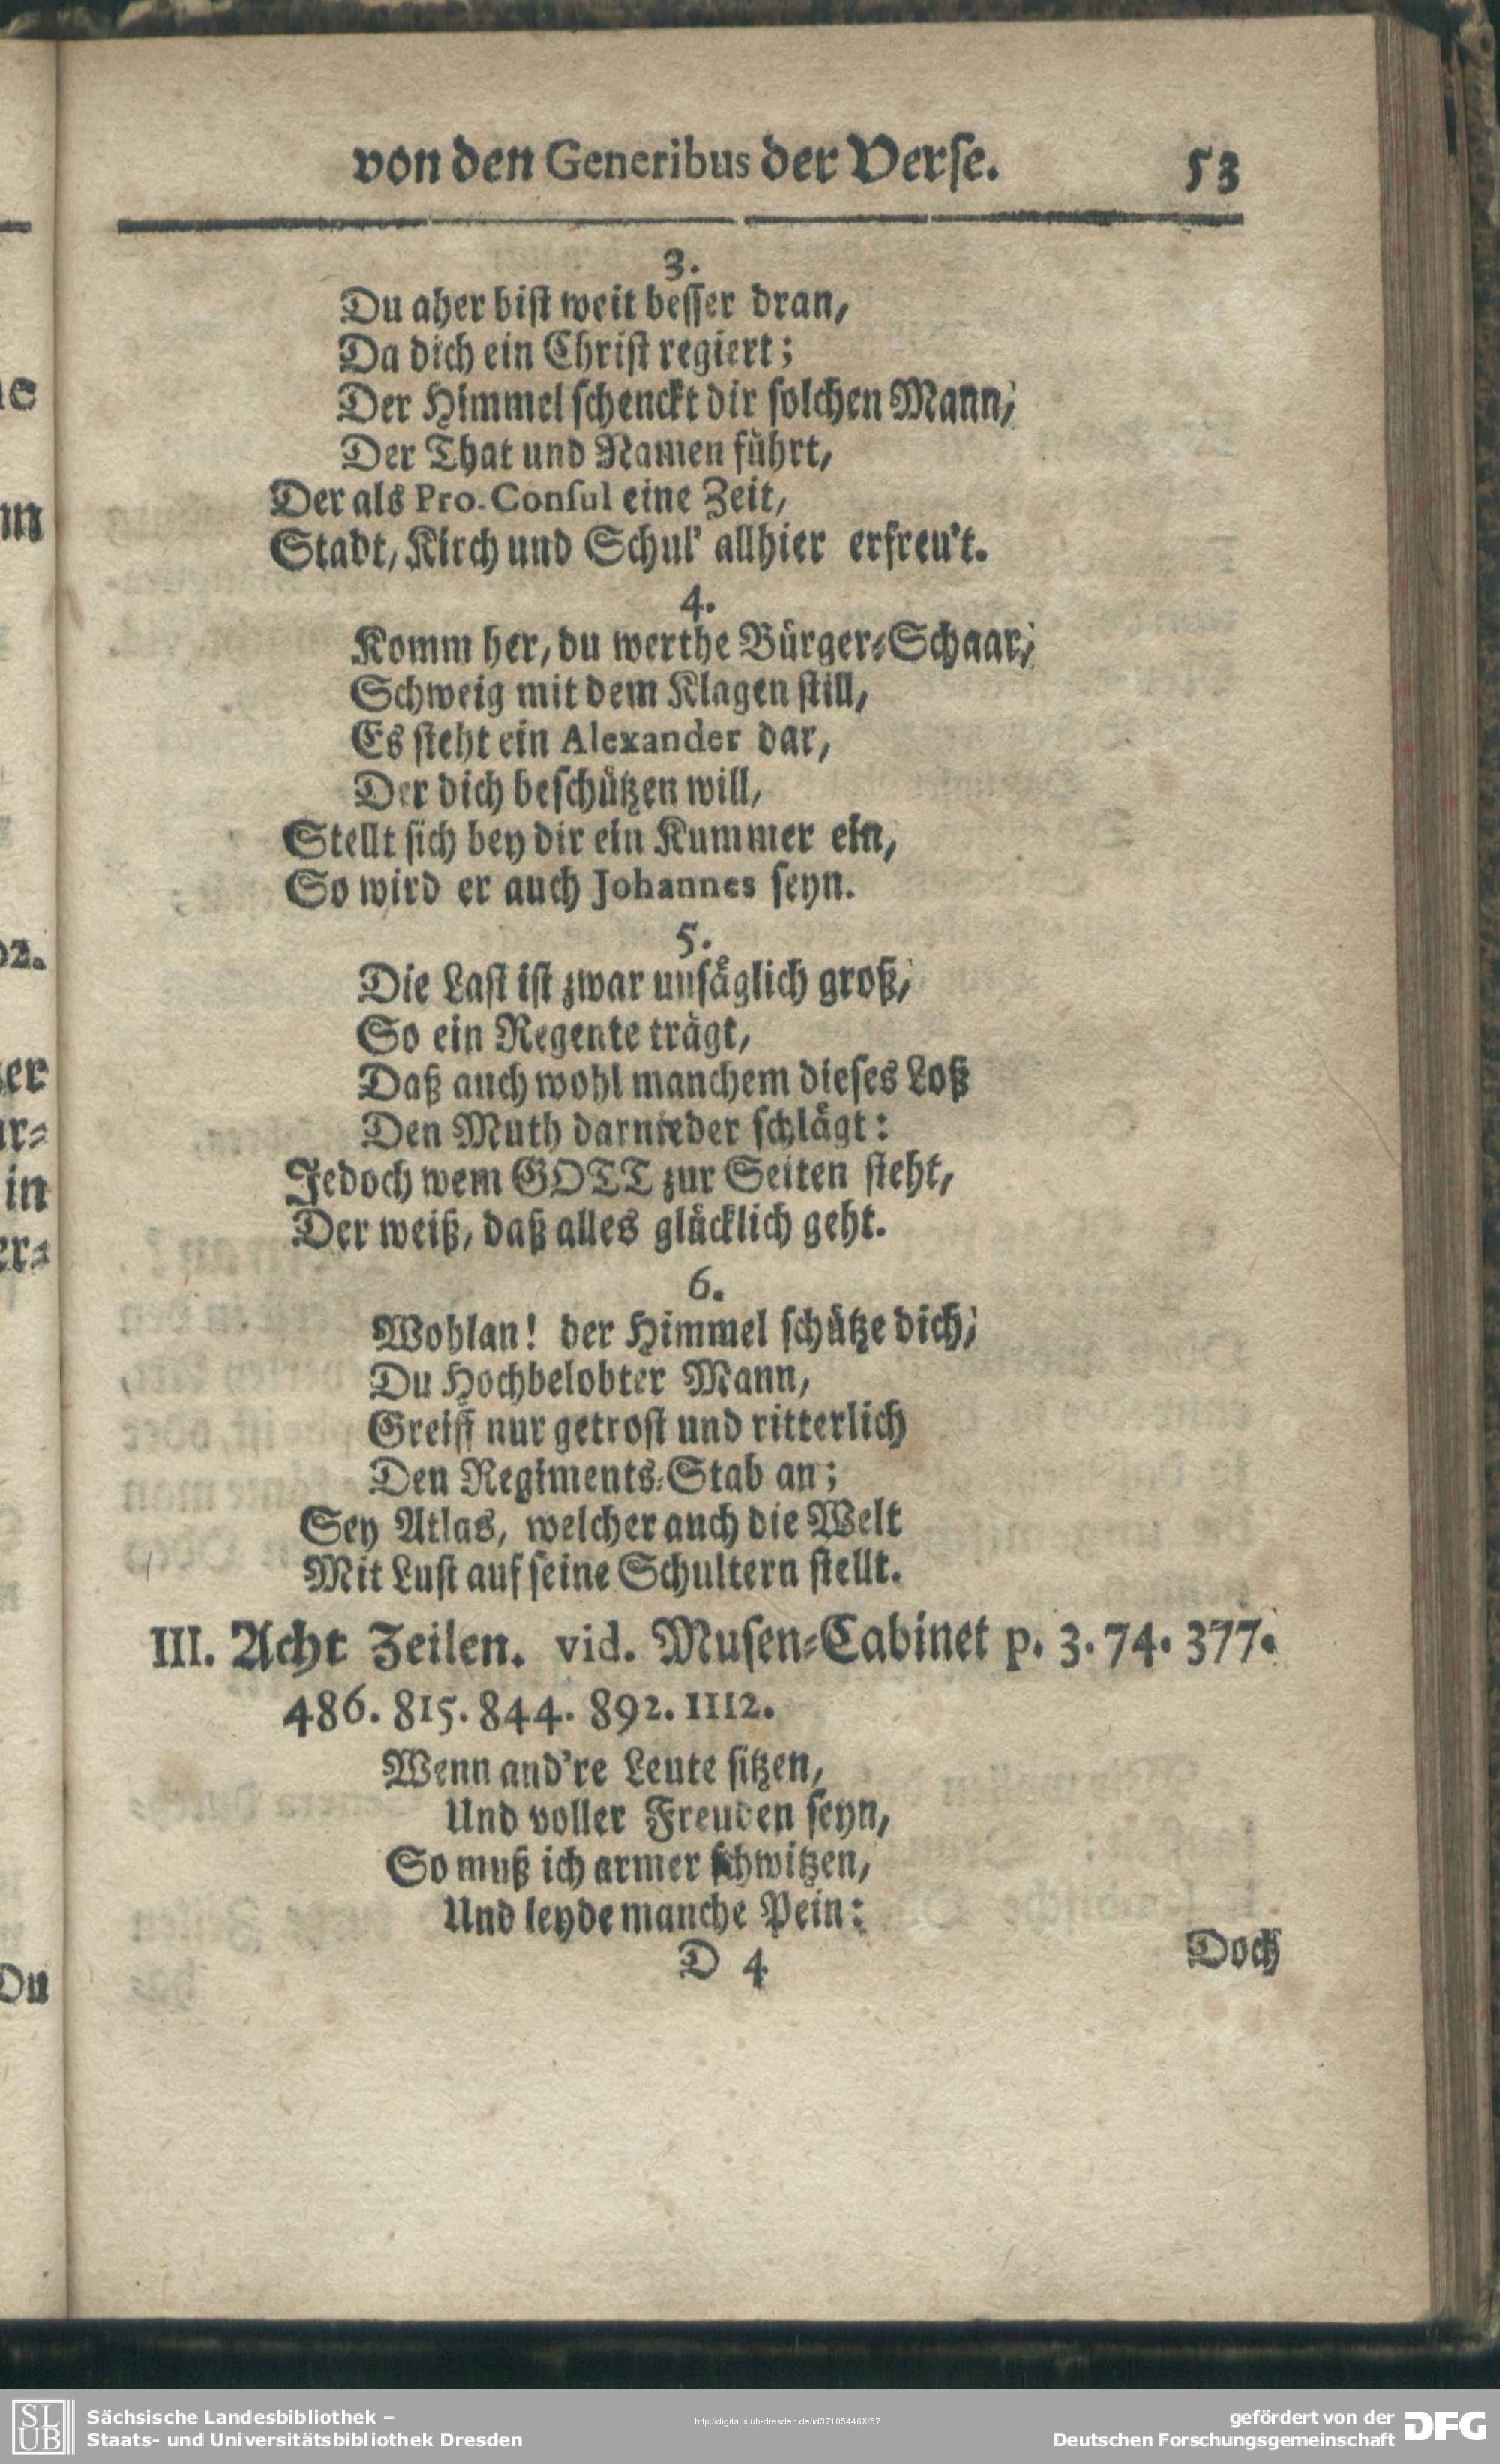 von den Generibus der Verse. 53
3.
Du aher bist weit besser dran,
Da dich ein Christ regiert;
Der Himmel schenckt dir solchen Mann,
Der That und Namen führt,
Der als Pro-Consul eine Zeit,
Stadt, Kirch und Schul' allhier erfreu't.
4.
Komm her, du werthe Bürger-Schaar,
Schweig mit dem Klagen still,
Es steht ein Alexander dar,
Der dich beschützen will,
Stellt sich bey dir ein Kummer ein,
So wird er auch Johannes seyn.
5.
Die Last ist zwar unsäglich groß,
So ein Regente trägt,
Daß auch wohl manchem dieses Loß
Den Muth darnieder schlägt:
Jedoch wem GOTT zur Seiten steht,
Der weiß, daß alles glücklich geht.
6.
Wohlan! der Himmel schütze dich,
Du Hochbelobter Mann,
Greiff nur getrost und ritterlich
Den Regiments-Stab an;
Sey Atlas, welcher auch die Welt
Mit Lust auf seine Schultern stellt.
III. Acht Zeilen. vid. Musen-Cabinet p. 3. 74. 377.
486. 815. 844. 892. 1112.
Wenn and're Leute sitzen,
Und voller Freuden seyn,
So muß ich armer schwitzen,
Und leyde manche Pein:
D 4 Doch
SLUB
Sächsische Landesbibliothek –
Staats- und Universitätsbibliothek Dresden
http://digital.slub-dresden.de/id37105446X/57
gefördert von der
Deutschen Forschungsgemeinschaft
DFG